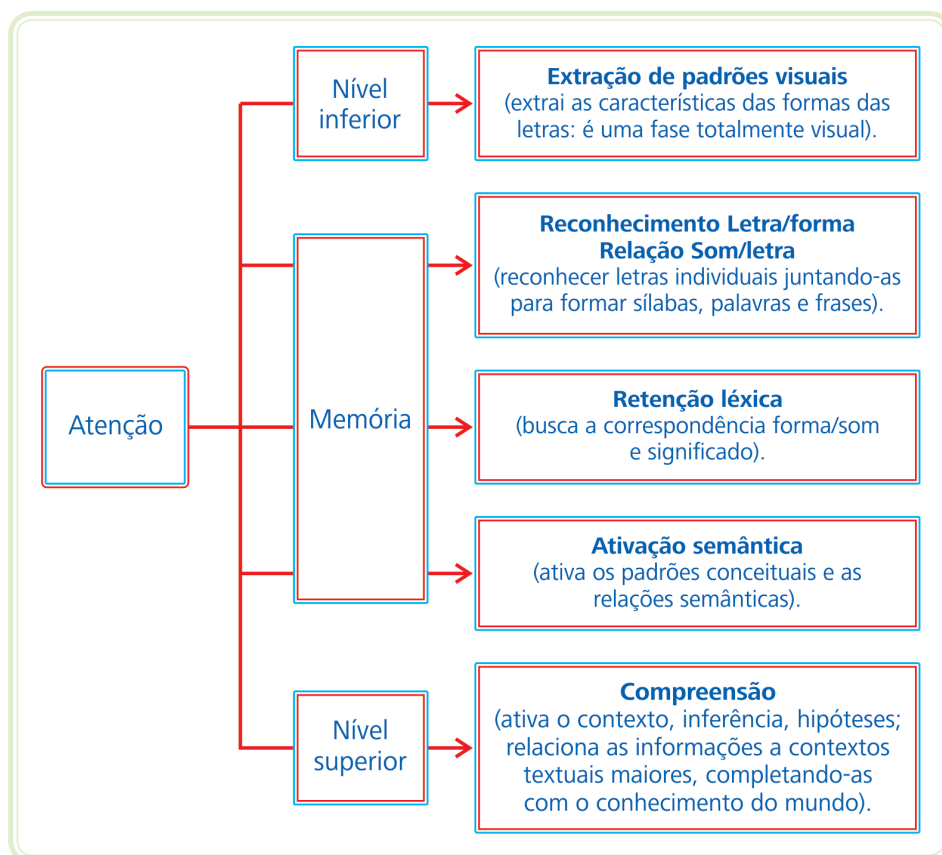 Atenção
Nível
inferior
Extração de padrões visuais
(extrai as características das formas das
letras: é uma fase totalmente visual).
Memória
Reconhecimento Letra/forma
Relação Som/letra
(reconhecer letras individuais juntando-as
para formar sílabas, palavras e frases).
Retenção léxica
(busca a correspondência forma/som
e significado).
Ativação semântica
(ativa os padrões conceituais e as
relações semânticas).
Nível
superior
Compreensão
(ativa o contexto, inferência, hipóteses;
relaciona as informações a contextos
textuais maiores, completando-as
com o conhecimento do mundo).